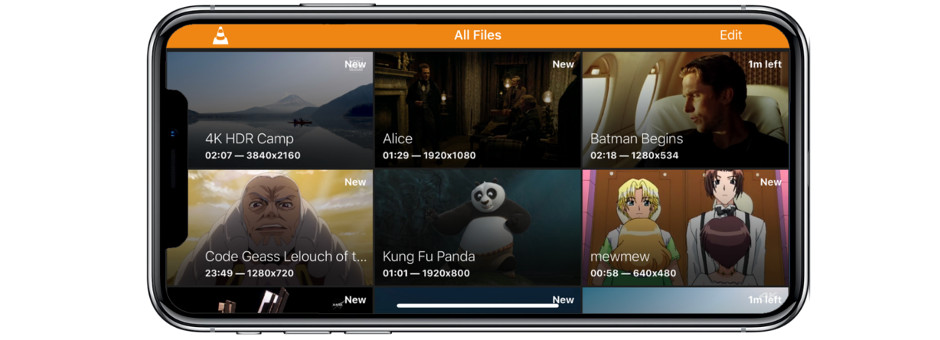 All Files
Edit
New
4K HDR Camp
02:07 — 3840x2160
New
Alice
01:29 — 1920x1080
1m left
Batman Begins
02:18 — 1280x534
New
Code Geass Lelouch of t...
23:49 — 1280x720
Kung Fu Panda
01:01 — 1920x800
New
mewmew
00:58 — 640x480
New
New
1m left